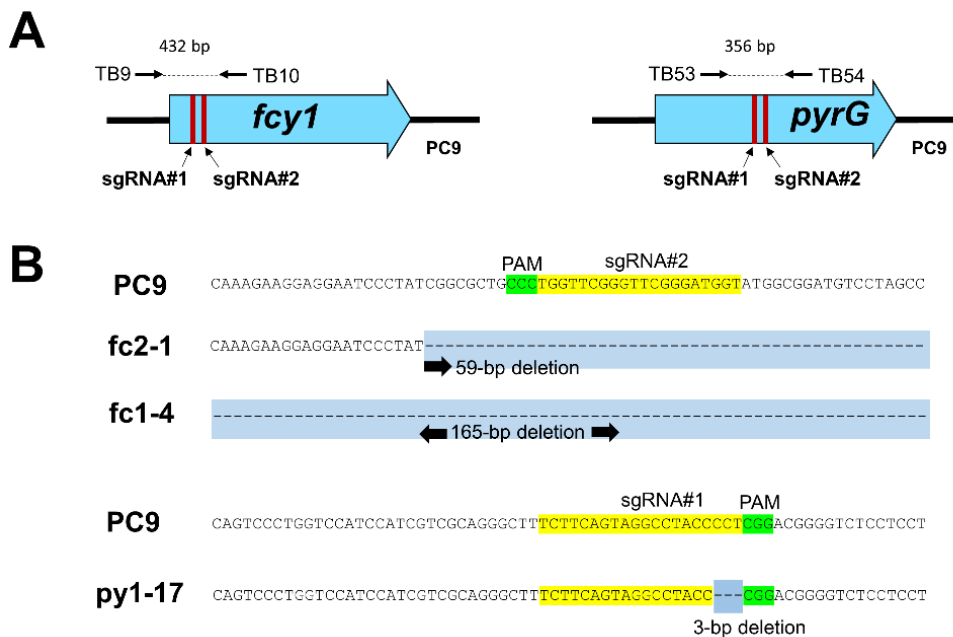 A
432 bp
TB9 TB10
fcy1
PC9
sgRNA#1 sgRNA#2
356 bp
TB53 TB54
pyrG
PC9
sgRNA#1 sgRNA#2
B
PAM sgRNA#2
PC9 CAAAGAAGGAGGAATCCCTATCGGCGCTGCCCTGGTTCGGGTTCGGGATGGTATGGCGGATGTCCTAGCC
fc2-1 CAAAGAAGGAGGAATCCCTAT--------------------------------------------------
59-bp deletion
fc1-4 ----------------------------------------------------------------------
165-bp deletion
sgRNA#1 PAM
PC9 CAGTCCCTGGTCCATCCATCGTCGCAGGGCTTTCTTCAGTAGGCCTACCCCTCGGACGGGGTCTCCTCCT
py1-17 CAGTCCCTGGTCCATCCATCGTCGCAGGGCTTTCTTCAGTAGGCCTACC---CGGACGGGGTCTCCTCCT
3-bp deletion